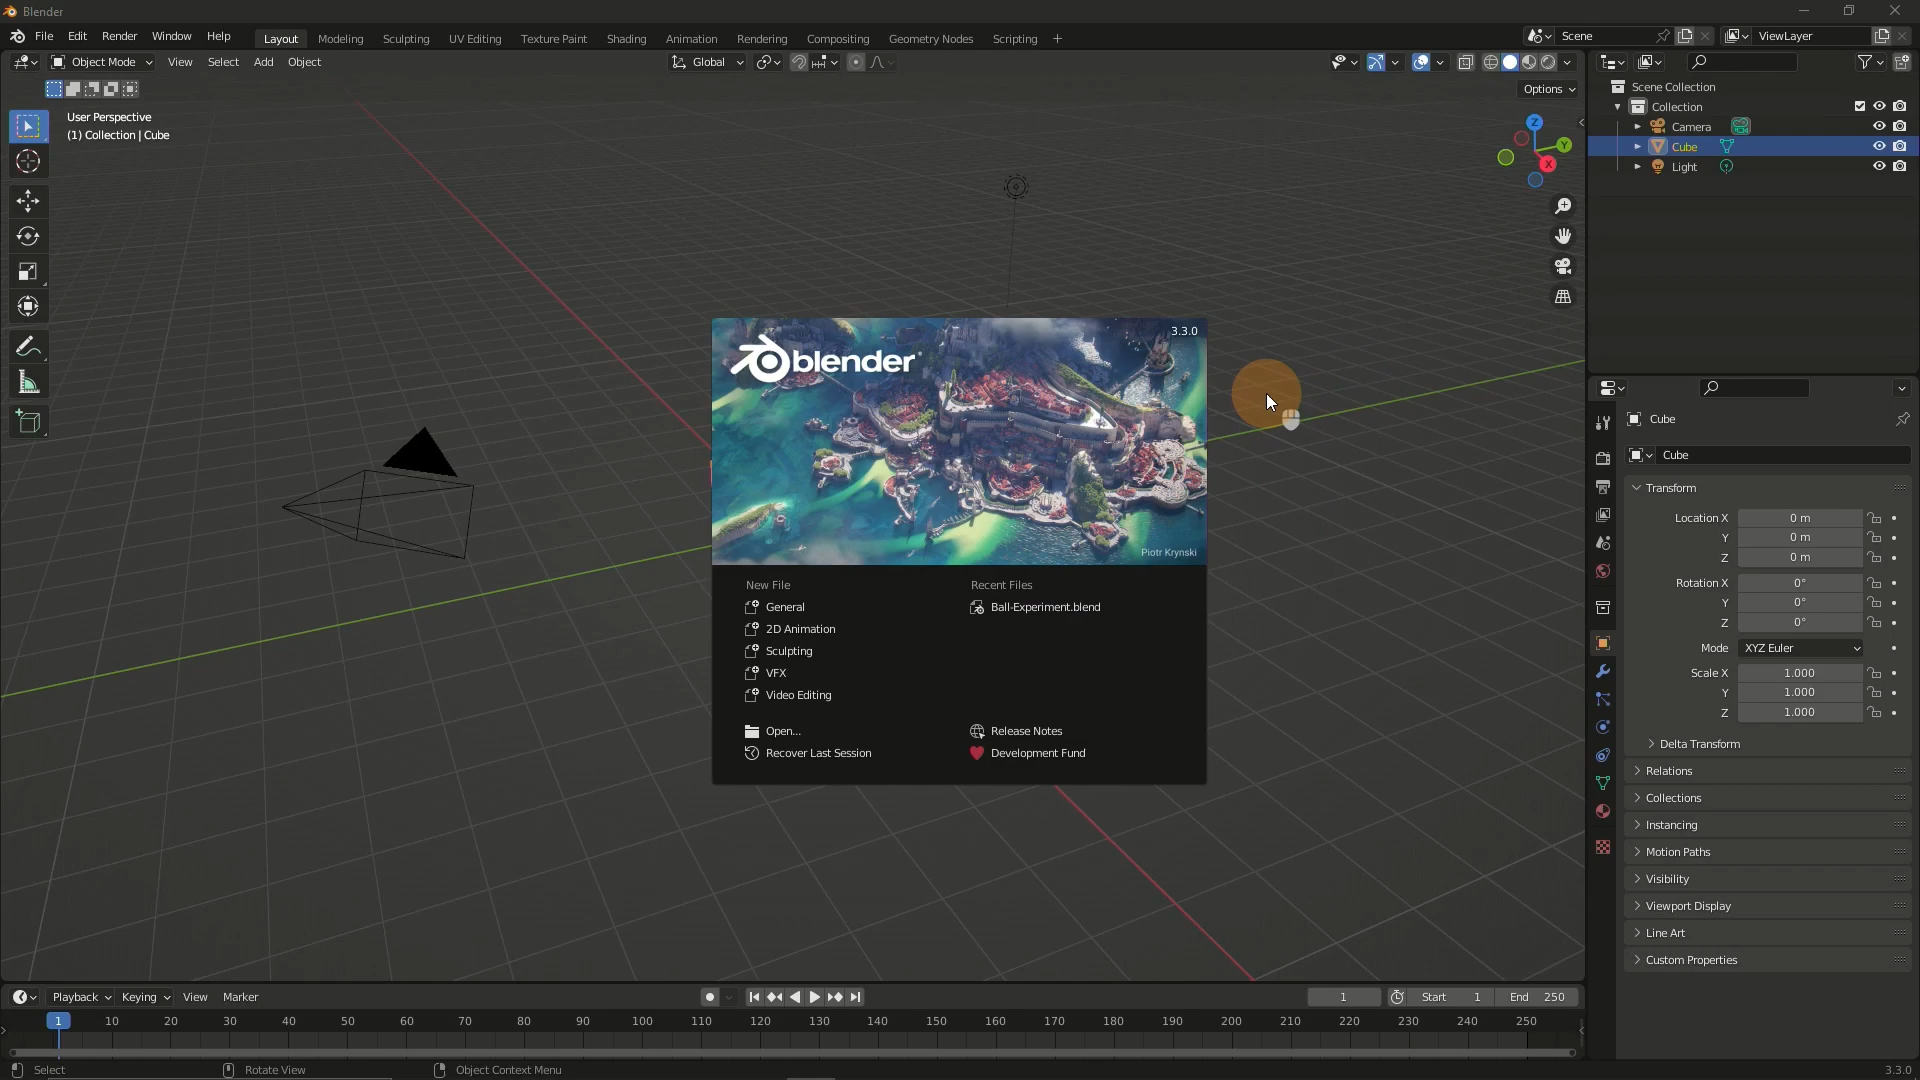 Blender
File Edit Render Window Help
Layout Modeling Sculpting UV Editing Texture Paint Shading Animation Rendering Compositing Geometry Nodes Scripting
Scene
ViewLayer
Object Mode View Select Add Object
Global
Options
User Perspective
(1) Collection | Cube
Z
Y
X
Scene Collection
Collection
Camera
Cube
Light
3.3.0
blender
Piotr Krynski
New File
General
2D Animation
Sculpting
VFX
Video Editing
Open...
Recover Last Session
Recent Files
Ball-Experiment.blend
Release Notes
Development Fund
Cube
Cube
Transform
Location X 0 m
Y 0 m
Z 0 m
Rotation X 0°
Y 0°
Z 0°
Mode XYZ Euler
Scale X 1.000
Y 1.000
Z 1.000
Delta Transform
Relations
Collections
Instancing
Motion Paths
Visibility
Viewport Display
Line Art
Custom Properties
Playback Keying View Marker
1 Start 1 End 250
1 10 20 30 40 50 60 70 80 90 100 110 120 130 140 150 160 170 180 190 200 210 220 230 240 250
Select Rotate View Object Context Menu
3.3.0